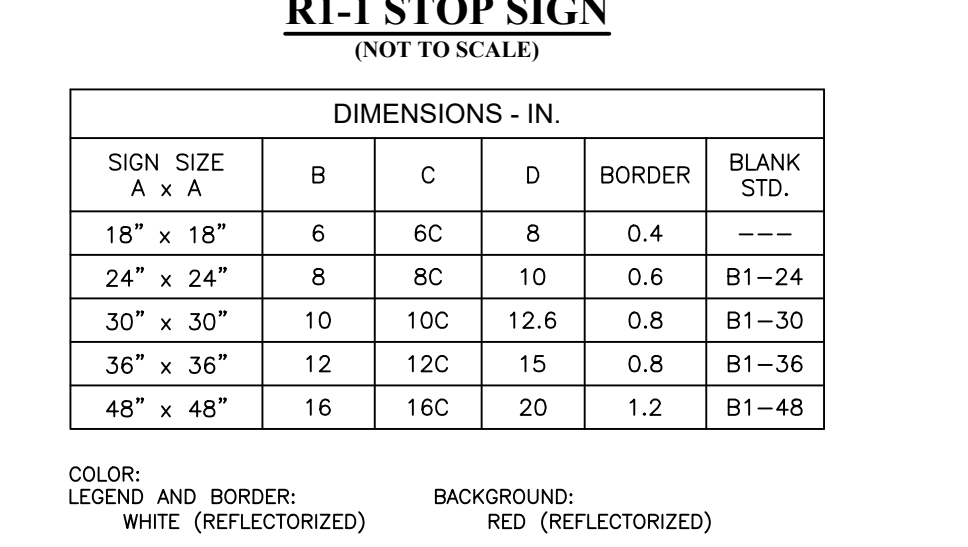 R1-1 STOP SIGN
(NOT TO SCALE)
DIMENSIONS - IN.
SIGN SIZE A x A B C D BORDER BLANK STD.
18” x 18” 6 6C 8 0.4 ---
24” x 24” 8 8C 10 0.6 B1-24
30” x 30” 10 10C 12.6 0.8 B1-30
36” x 36” 12 12C 15 0.8 B1-36
48” x 48” 16 16C 20 1.2 B1-48
COLOR:
LEGEND AND BORDER: BACKGROUND:
WHITE (REFLECTORIZED) RED (REFLECTORIZED)